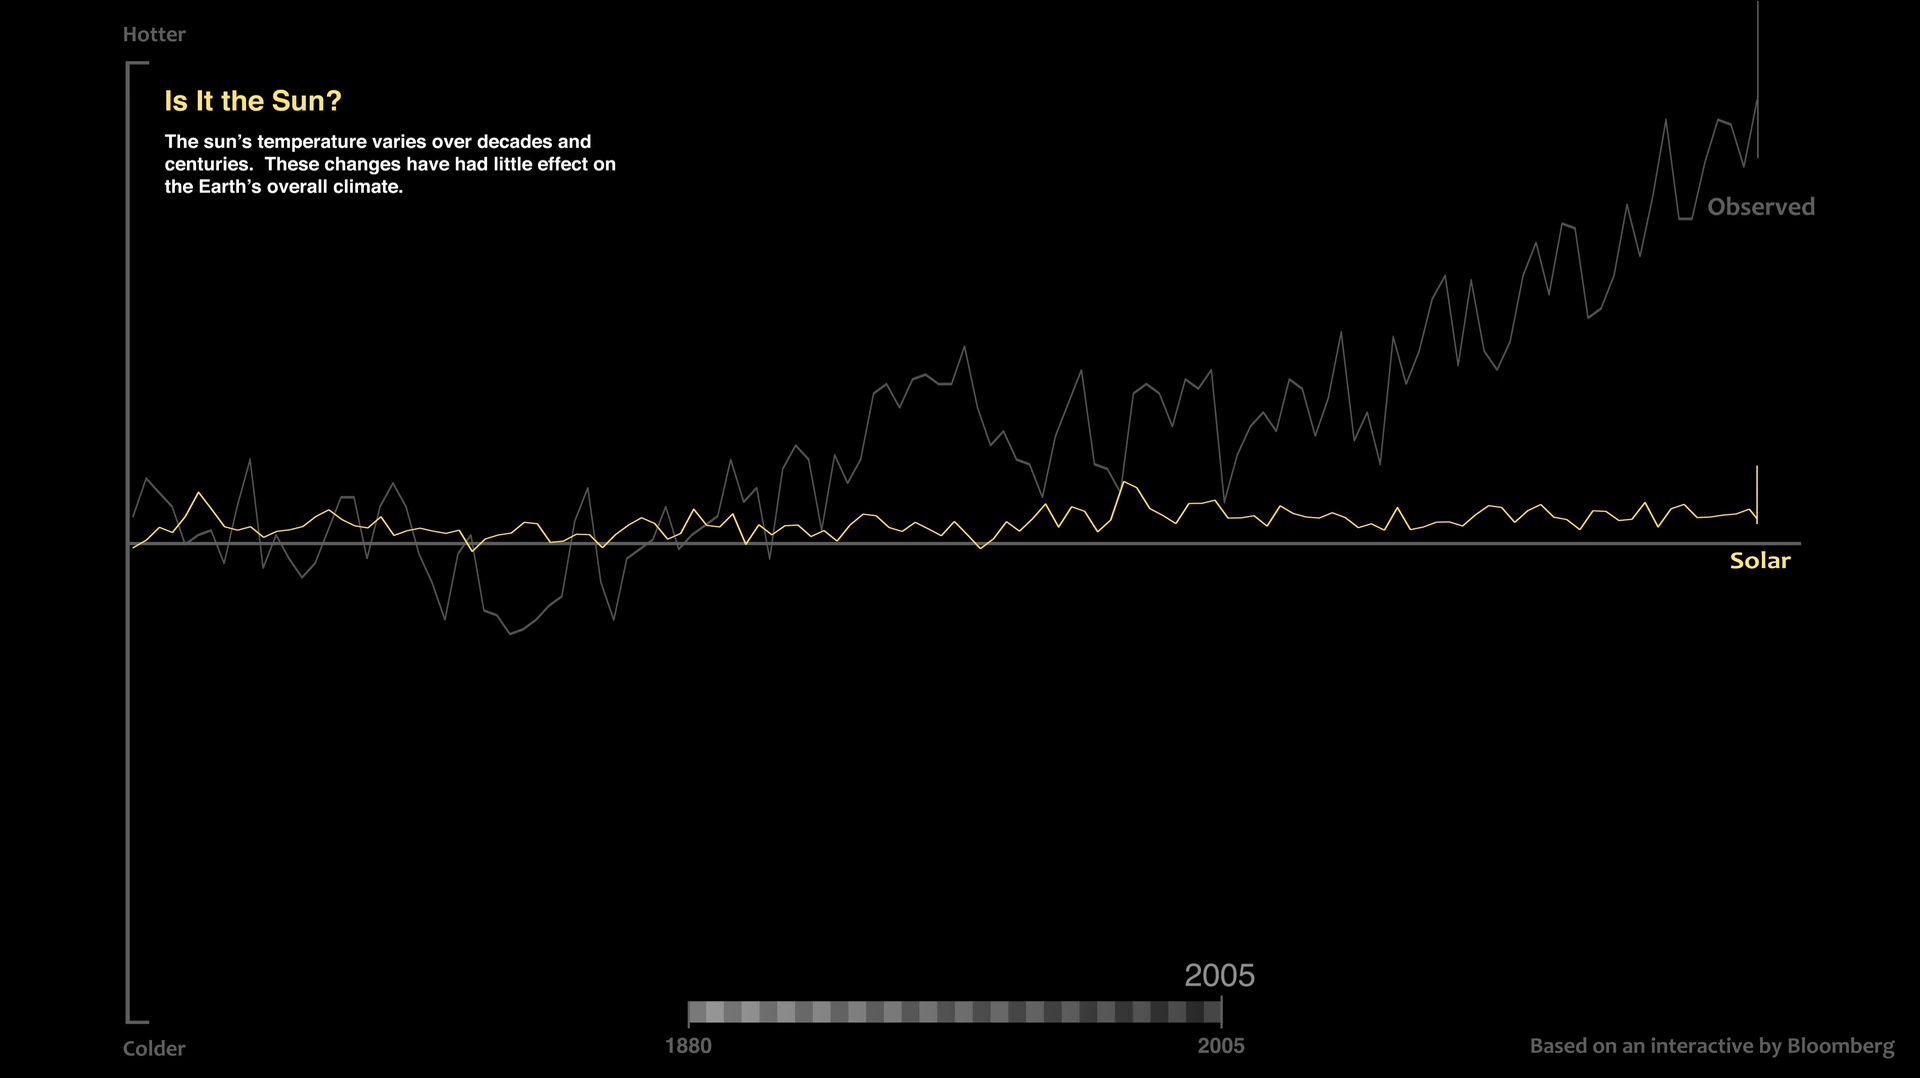 Hotter
Is It the Sun?
The sun’s temperature varies over decades and
centuries.  These changes have had little effect on
the Earth’s overall climate.
Observed
Solar
2005
1880
2005
Colder
Based on an interactive by Bloomberg